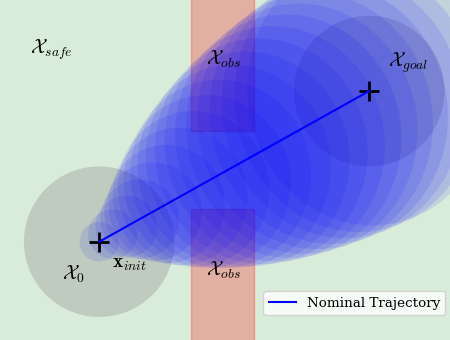 𝒳_safe
𝒳_obs
𝒳_goal
𝐱_init
𝒳_0
𝒳_obs
Nominal Trajectory